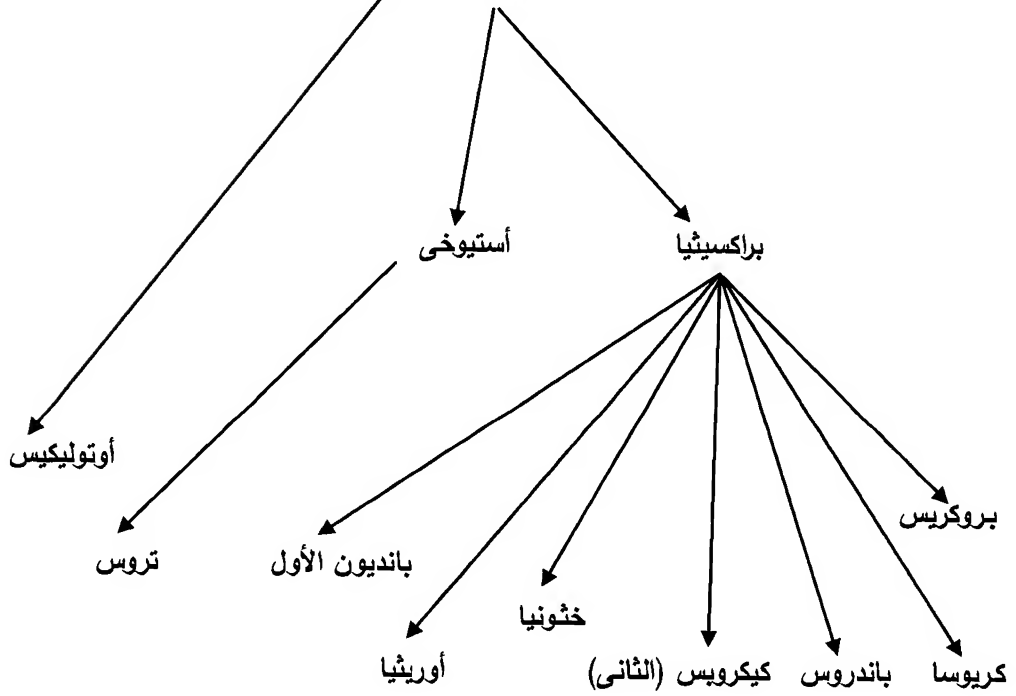 براكسيثيا
أستيوخى
أوتوليكيس
بروكريس
بانديون الأول
تروس
خثونيا
كريوسا
باندروس
كيكروبس (الثانى)
أوريثيا